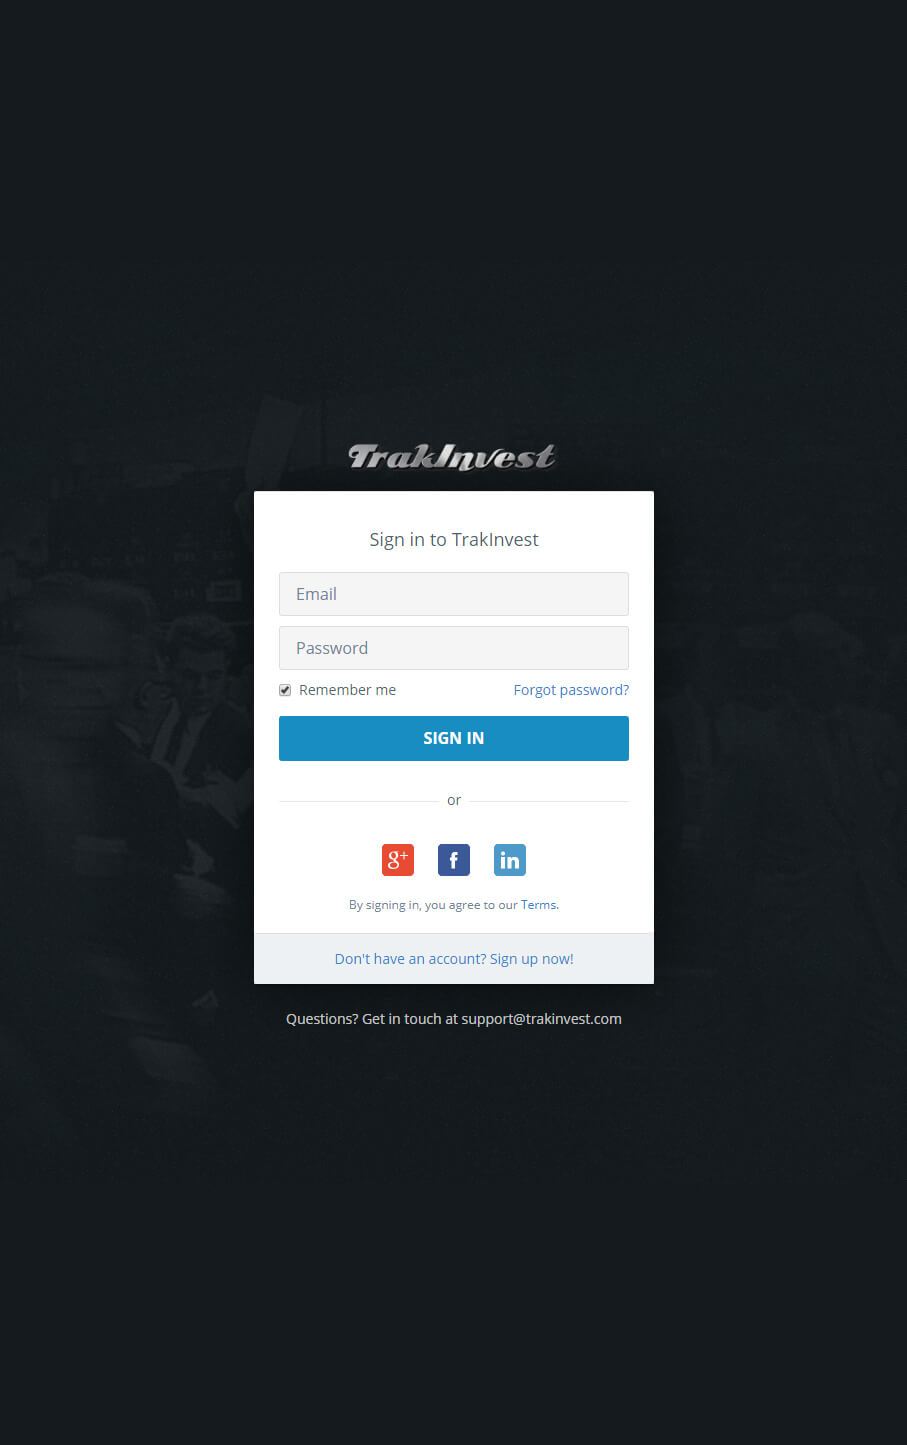 TrakInvest
Sign in to TrakInvest
Email
Password
Remember me
Forgot password?
SIGN IN
or
g+
f
in
By signing in, you agree to our Terms.
Don't have an account? Sign up now!
Questions? Get in touch at support@trakinvest.com